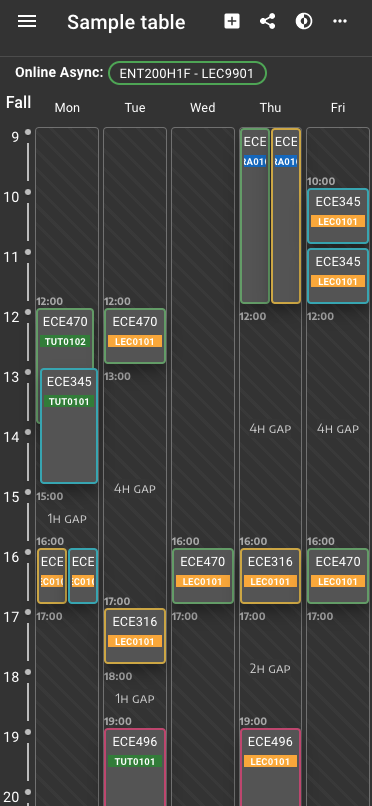 Sample table
Online Async: ENT200H1F - LEC9901
Fall
Mon Tue Wed Thu Fri
9
ECE ECE
RA010 RA010
10
10:00
ECE345
LEC0101
11
ECE345
LEC0101
12:00 12:00
12
12:00 12:00
ECE470 ECE470
TUT0102 LEC0101
13
13:00
ECE345
TUT0101
14
4H GAP 4H GAP
4H GAP
15
15:00
1H GAP
16
16:00 16:00 16:00 16:00
ECE ECE ECE470 ECE316 ECE470
LEC0101 LEC0101 LEC0101
17
17:00 17:00 17:00 17:00 17:00
ECE316
LEC0101
18
18:00
2H GAP
1H GAP
19
19:00 19:00
ECE496 ECE496
TUT0101 LEC0101
20